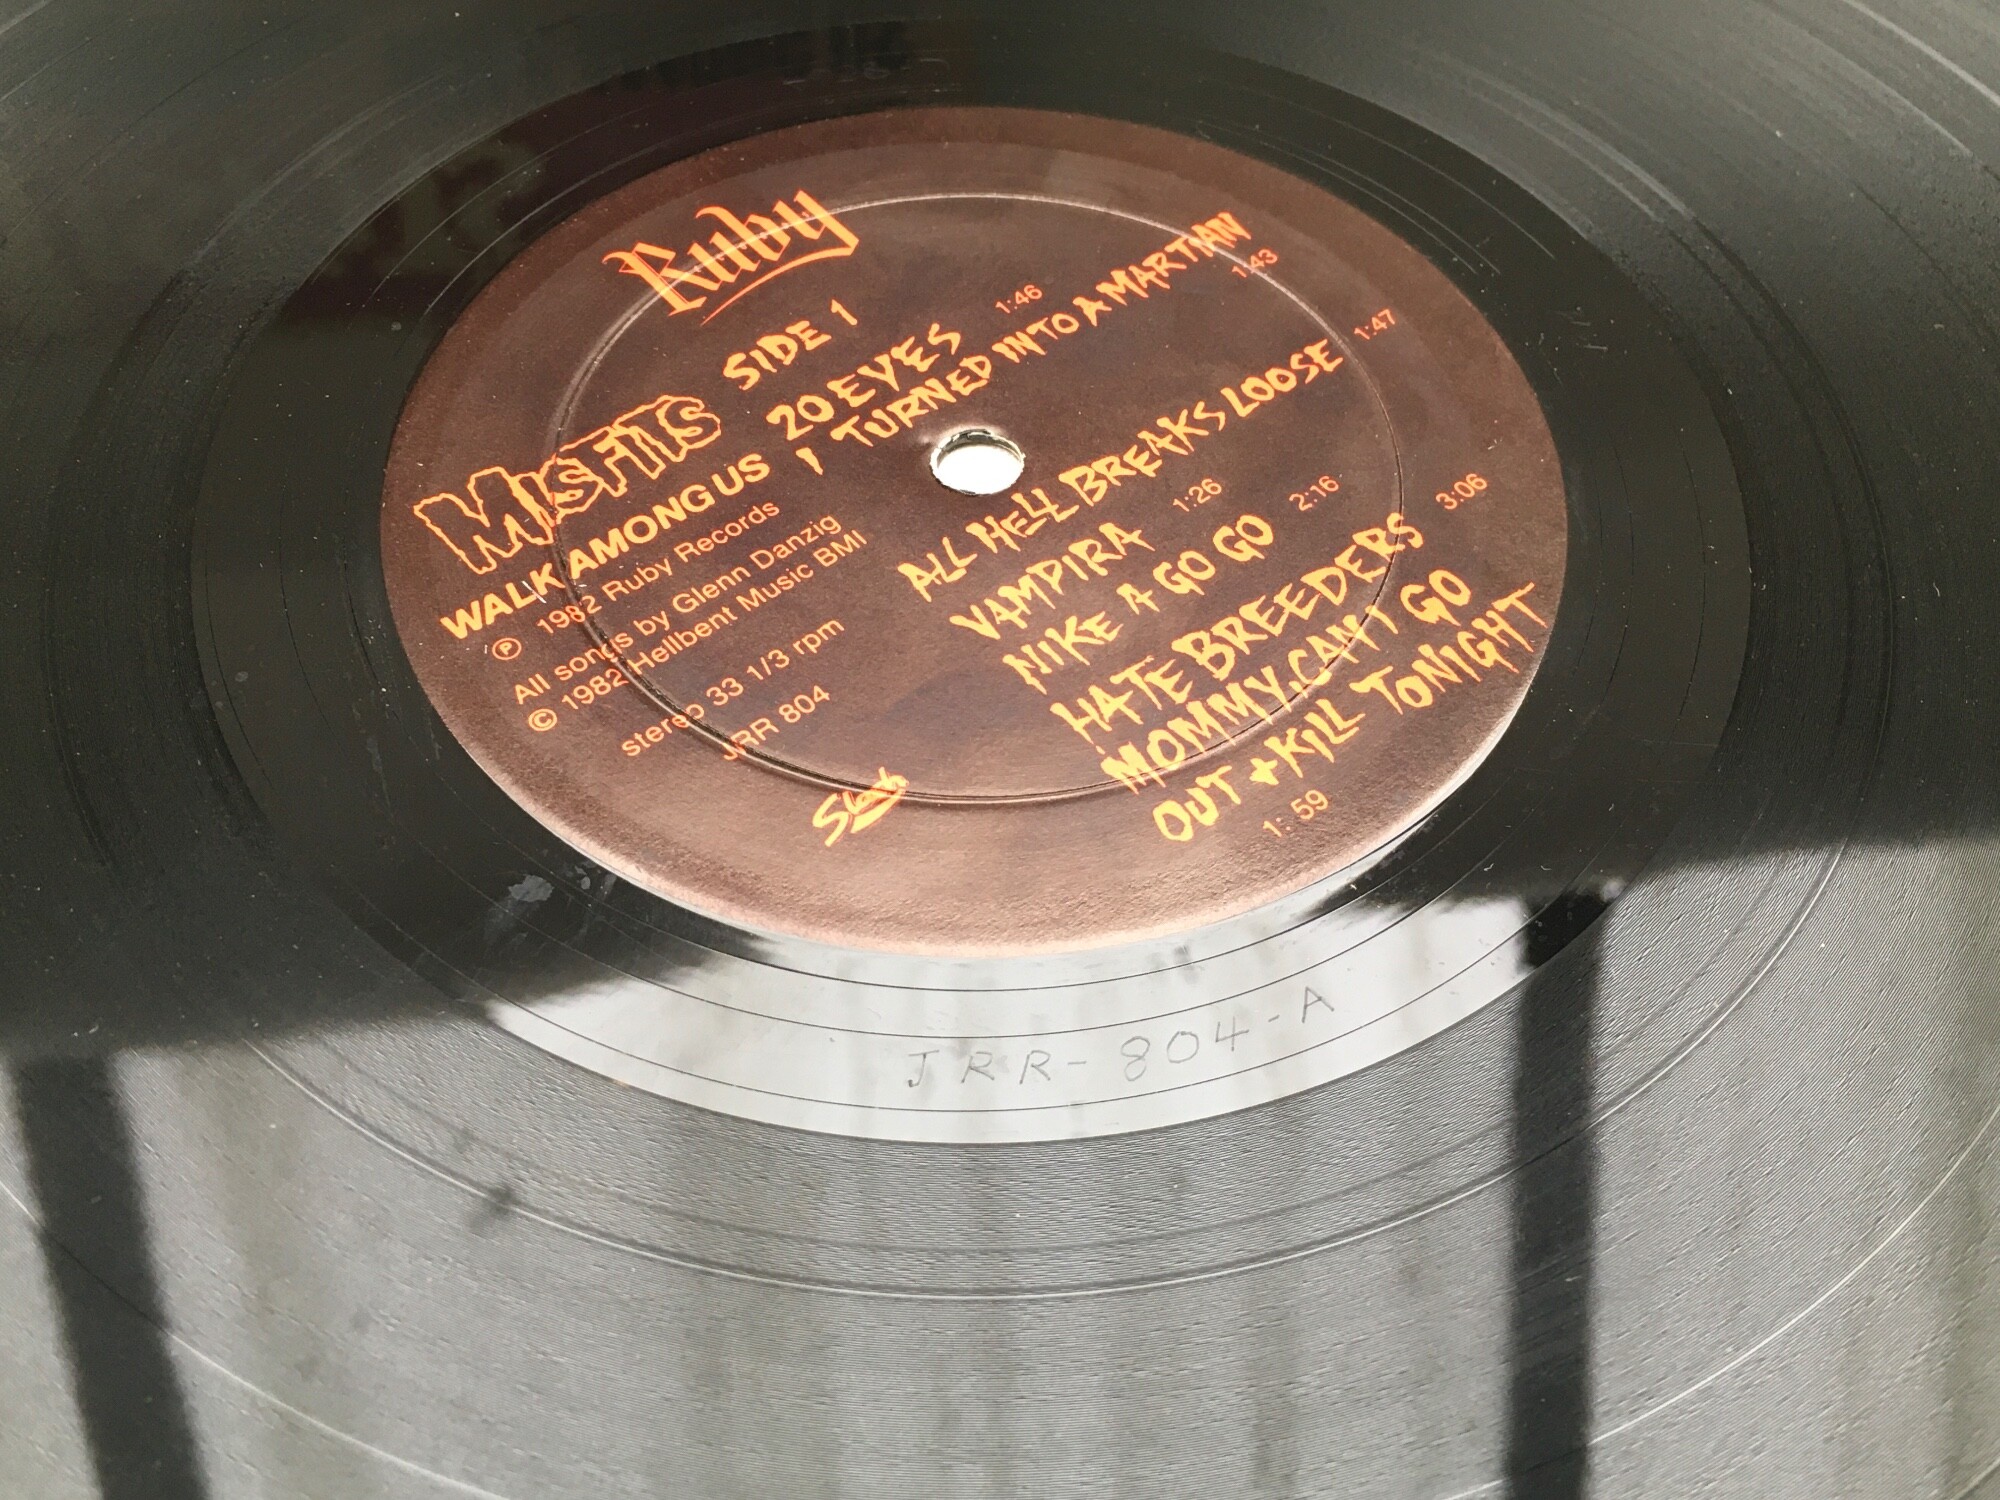 Ruby
SIDE 1
MISFITS
WALK AMONG US
℗ 1982 Ruby Records
All songs by Glenn Danzig
© 1982 Hellbent Music BMI
stereo 33 1/3 rpm
JRR 804
Slash
20 EYES 1:46
I TURNED INTO A MARTIAN 1:43
ALL HELL BREAKS LOOSE 1:47
VAMPIRA 1:26
NIKE A GO GO 2:16
HATE BREEDERS 3:06
MOMMY, CAN I GO
OUT + KILL TONIGHT
1:59
JRR-804-A